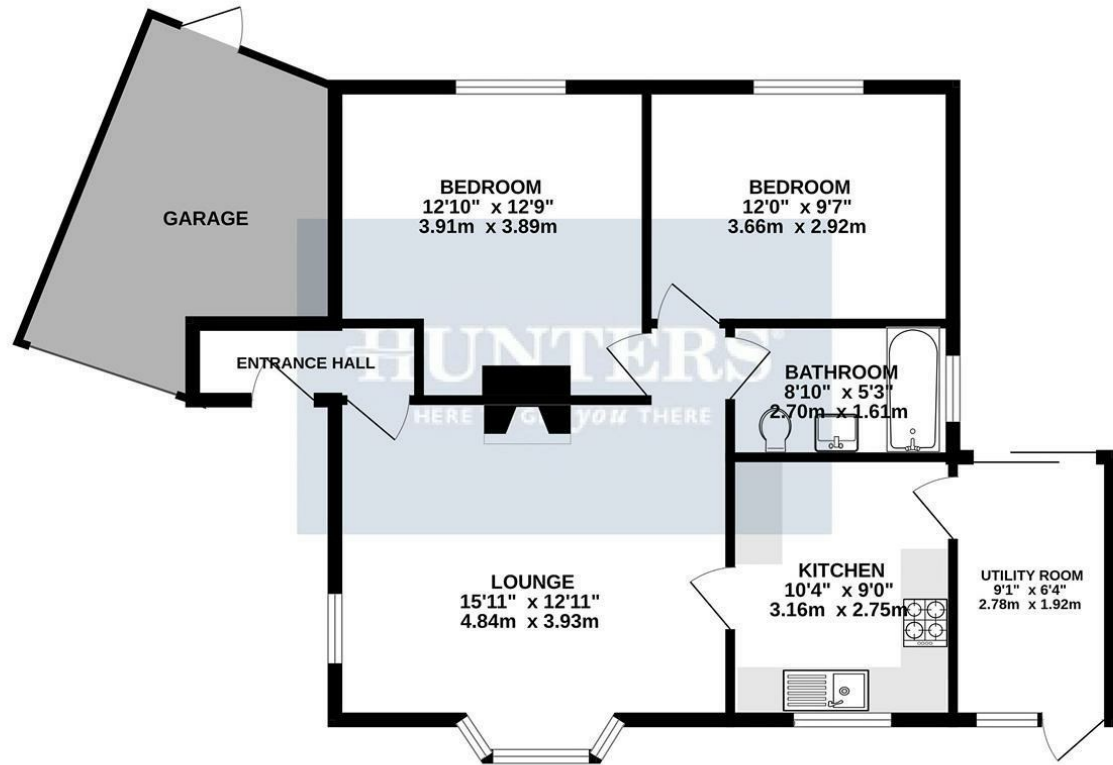 BEDROOM
12'10" x 12'9"
3.91m x 3.89m
BEDROOM
12'0" x 9'7"
3.66m x 2.92m
GARAGE
ENTRANCE HALL
HUNTERS
HERE you THERE
BATHROOM
8'10" x 5'3"
2.70m x 1.61m
LOUNGE
15'11" x 12'11"
4.84m x 3.93m
KITCHEN
10'4" x 9'0"
3.16m x 2.75m
UTILITY ROOM
9'1" x 6'4"
2.78m x 1.92m